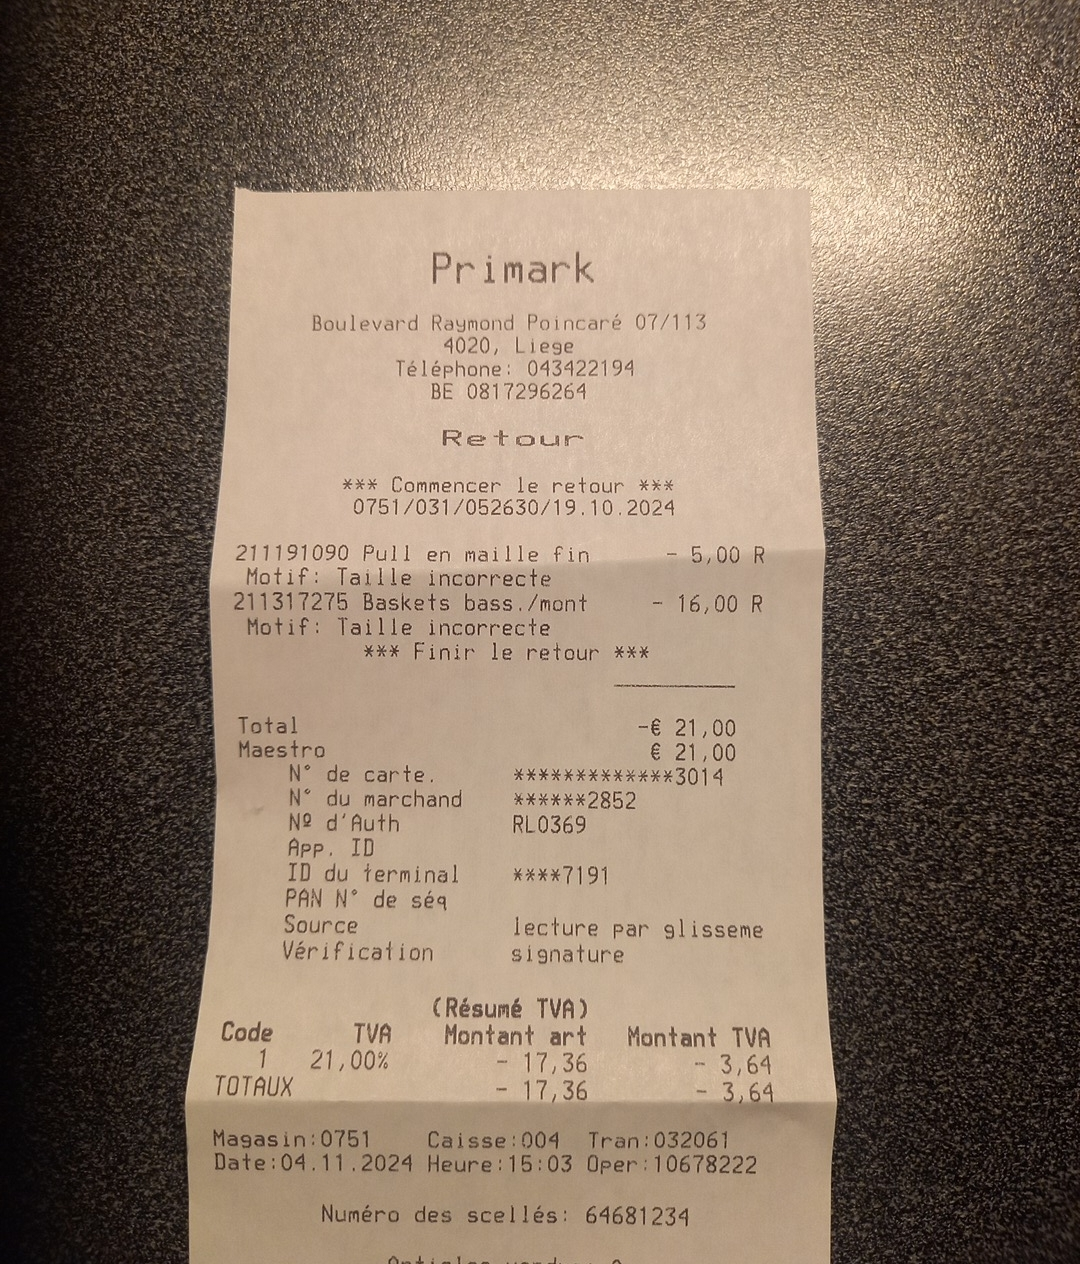 Primark
Boulevard Raymond Poincaré 07/113
4020, Liege
Téléphone: 043422194
BE 0817296264
Retour
*** Commencer le retour ***
0751/031/052630/19.10.2024
211191090 Pull en maille fin - 5,00 R
Motif: Taille incorrecte
211317275 Baskets bass./mont - 16,00 R
Motif: Taille incorrecte
*** Finir le retour ***
Total -€ 21,00
Maestro € 21,00
N° de carte. *************3014
N° du marchand ******2852
Nº d'Auth RL0369
App. ID
ID du terminal ****7191
PAN N° de séq
Source lecture par glisseme
Vérification signature
(Résumé TVA)
Code TVA Montant art Montant TVA
1 21,00% - 17,36 - 3,64
TOTAUX - 17,36 - 3,64
Magasin:0751 Caisse:004 Tran:032061
Date:04.11.2024 Heure:15:03 Oper:10678222
Numéro des scellés: 64681234